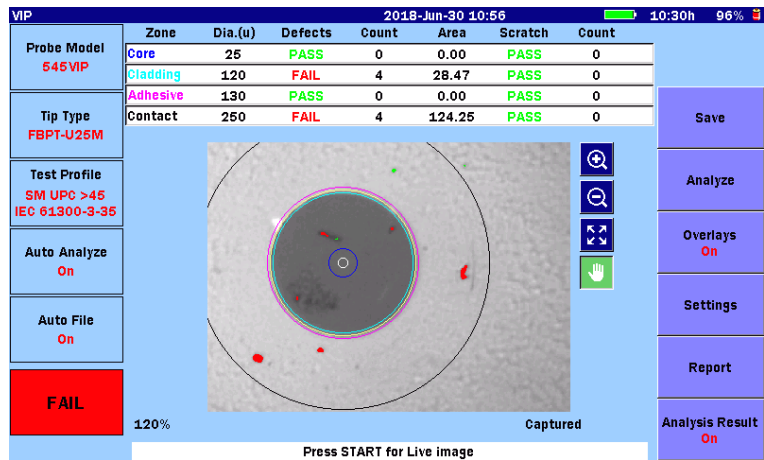 VIP 2018-Jun-30 10:56 10:30h 96%
Probe Model
545VIP
Tip Type
FBPT-U25M
Test Profile
SM UPC >45
IEC 61300-3-35
Auto Analyze
On
Auto File
On
FAIL
Zone Dia.(u) Defects Count Area Scratch Count
Core 25 PASS 0 0.00 PASS 0
Cladding 120 FAIL 4 28.47 PASS 0
Adhesive 130 PASS 0 0.00 PASS 0
Contact 250 FAIL 4 124.25 PASS 0
120% Captured
Press START for Live image
Save
Analyze
Overlays
On
Settings
Report
Analysis Result
On